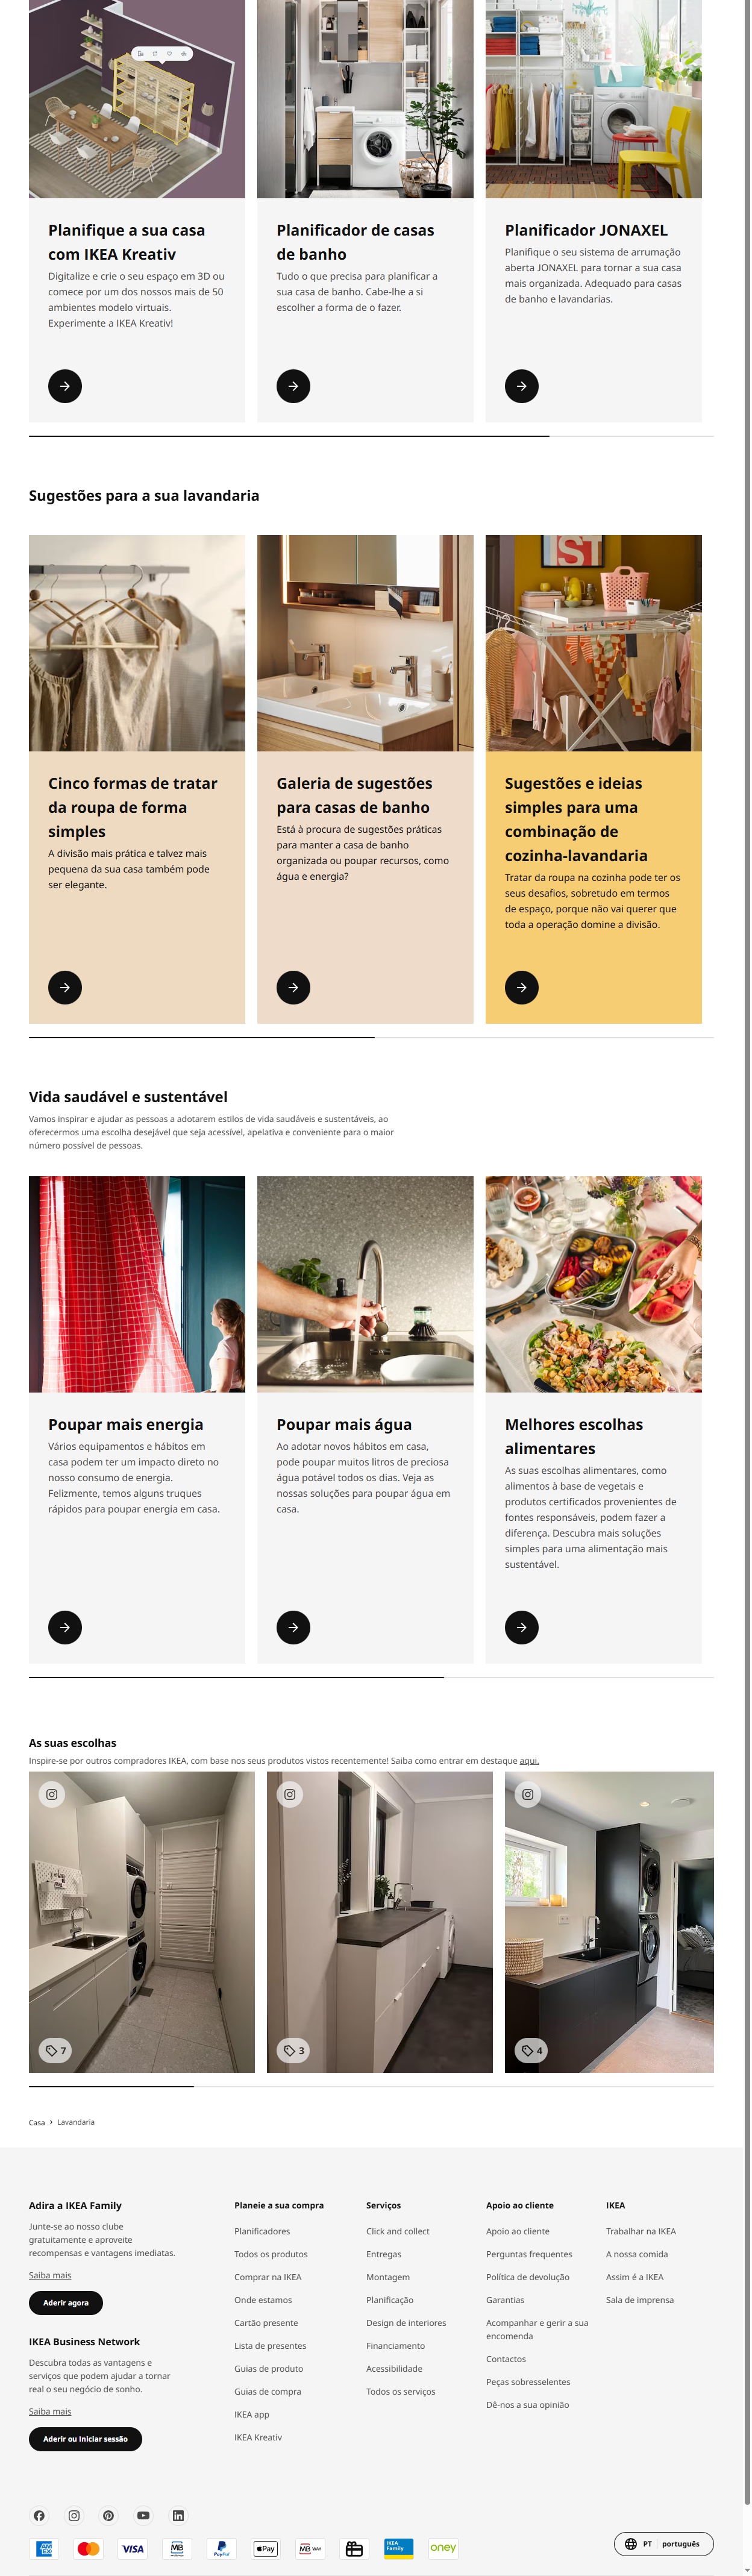 Planifique a sua casa
com IKEA Kreativ
Digitalize e crie o seu espaço em 3D ou
comece por um dos nossos mais de 50
ambientes modelo virtuais.
Experimente a IKEA Kreativ!
Planificador de casas
de banho
Tudo o que precisa para planificar a
sua casa de banho. Cabe-lhe a si
escolher a forma de o fazer.
Planificador JONAXEL
Planifique o seu sistema de arrumação
aberta JONAXEL para tornar a sua casa
mais organizada. Adequado para casas
de banho e lavandarias.
Sugestões para a sua lavandaria
Cinco formas de tratar
da roupa de forma
simples
A divisão mais prática e talvez mais
pequena da sua casa também pode
ser elegante.
Galeria de sugestões
para casas de banho
Está à procura de sugestões práticas
para manter a casa de banho
organizada ou poupar recursos, como
água e energia?
Sugestões e ideias
simples para uma
combinação de
cozinha-lavandaria
Tratar da roupa na cozinha pode ter os
seus desafios, sobretudo em termos
de espaço, porque não vai querer que
toda a operação domine a divisão.
Vida saudável e sustentável
Vamos inspirar e ajudar as pessoas a adotarem estilos de vida saudáveis e sustentáveis, ao
oferecermos uma escolha desejável que seja acessível, apelativa e conveniente para o maior
número possível de pessoas.
Poupar mais energia
Vários equipamentos e hábitos em
casa podem ter um impacto direto no
nosso consumo de energia.
Felizmente, temos alguns truques
rápidos para poupar energia em casa.
Poupar mais água
Ao adotar novos hábitos em casa,
pode poupar muitos litros de preciosa
água potável todos os dias. Veja as
nossas soluções para poupar água em
casa.
Melhores escolhas
alimentares
As suas escolhas alimentares, como
alimentos à base de vegetais e
produtos certificados provenientes de
fontes responsáveis, podem fazer a
diferença. Descubra mais soluções
simples para uma alimentação mais
sustentável.
As suas escolhas
Inspire-se por outros compradores IKEA, com base nos seus produtos vistos recentemente! Saiba como entrar em destaque aqui.
7
3
4
Casa › Lavandaria
Adira a IKEA Family
Junte-se ao nosso clube
gratuitamente e aproveite
recompensas e vantagens imediatas.
Saiba mais
Aderir agora
IKEA Business Network
Descubra todas as vantagens e
serviços que podem ajudar a tornar
real o seu negócio de sonho.
Saiba mais
Aderir ou Iniciar sessão
Planeie a sua compra
Planificadores
Todos os produtos
Comprar na IKEA
Onde estamos
Cartão presente
Lista de presentes
Guias de produto
Guias de compra
IKEA app
IKEA Kreativ
Serviços
Click and collect
Entregas
Montagem
Planificação
Design de interiores
Financiamento
Acessibilidade
Todos os serviços
Apoio ao cliente
Apoio ao cliente
Perguntas frequentes
Política de devolução
Garantias
Acompanhar e gerir a sua
encomenda
Contactos
Peças sobresselentes
Dê-nos a sua opinião
IKEA
Trabalhar na IKEA
A nossa comida
Assim é a IKEA
Sala de imprensa
VISA
MB
PayPal
Pay
MB WAY
IKEA
Family
oney
PT
português